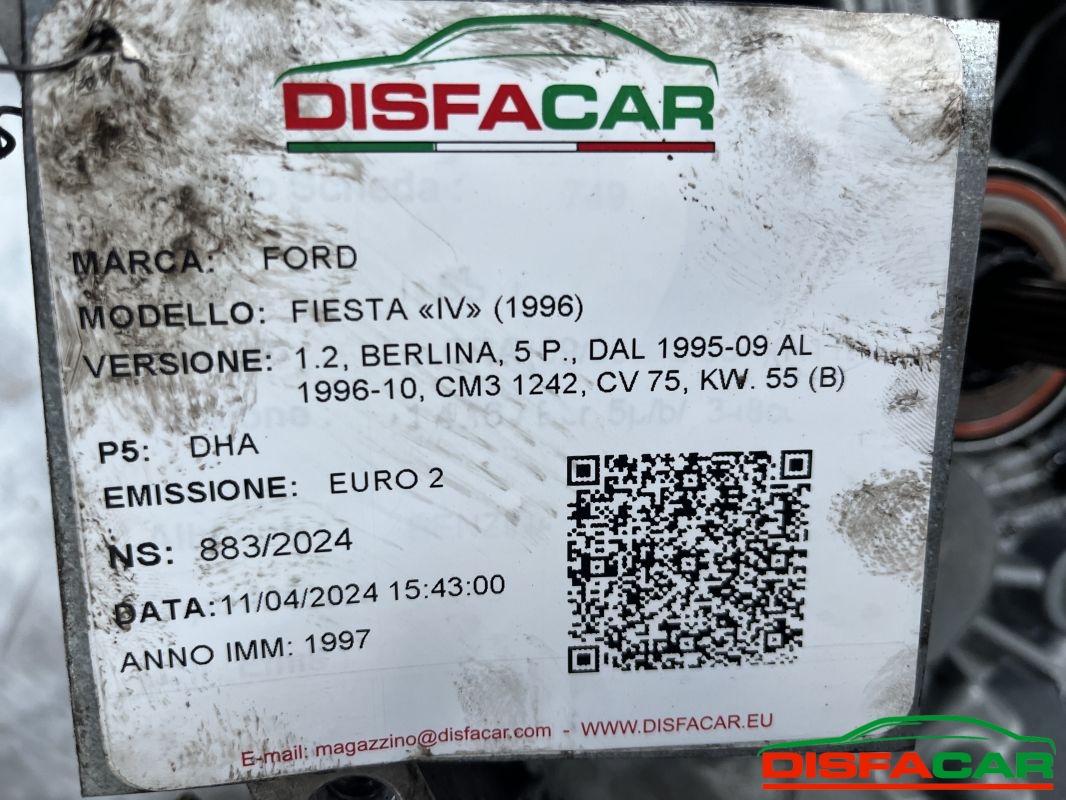 DISFACAR
MARCA: FORD
MODELLO: FIESTA «IV» (1996)
VERSIONE: 1.2, BERLINA, 5 P., DAL 1995-09 AL
1996-10, CM3 1242, CV 75, KW. 55 (B)
P5: DHA
EMISSIONE: EURO 2
NS: 883/2024
DATA:11/04/2024 15:43:00
ANNO IMM: 1997
E-mail: magazzino@disfacar.com - WWW.DISFACAR.EU
DISFACAR